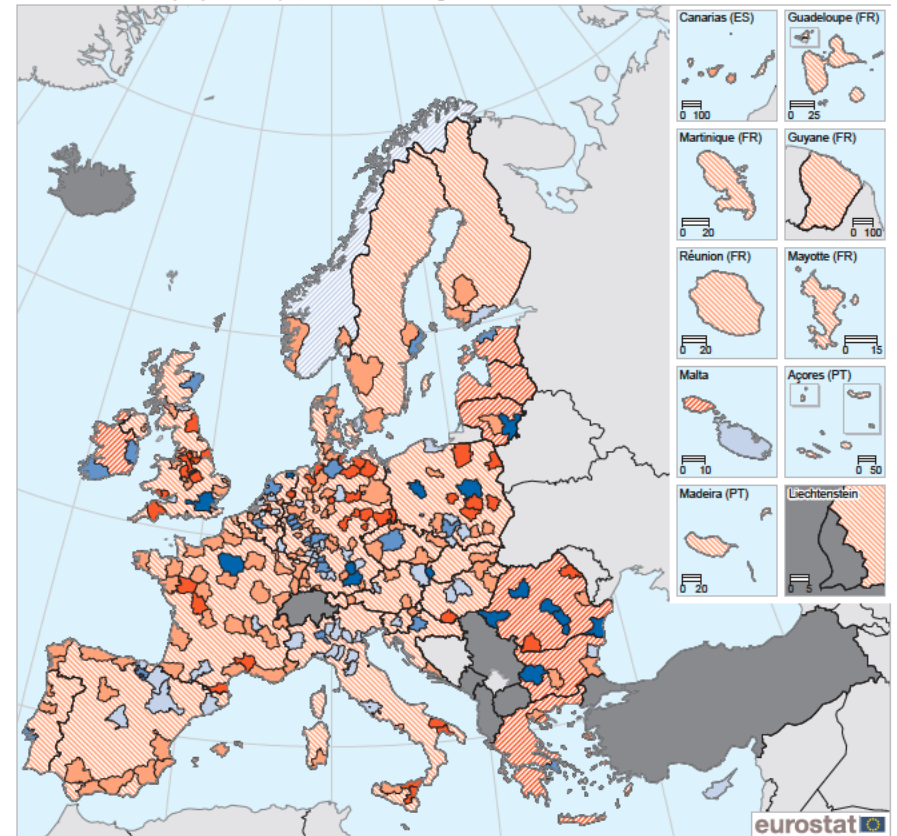 Canarias (ES)
0 100
Guadeloupe (FR)
0 25
Martinique (FR)
0 20
Guyane (FR)
0 100
Réunion (FR)
0 20
Mayotte (FR)
0 15
Malta
0 10
Açores (PT)
0 50
Madeira (PT)
0 20
Liechtenstein
0 5
eurostat